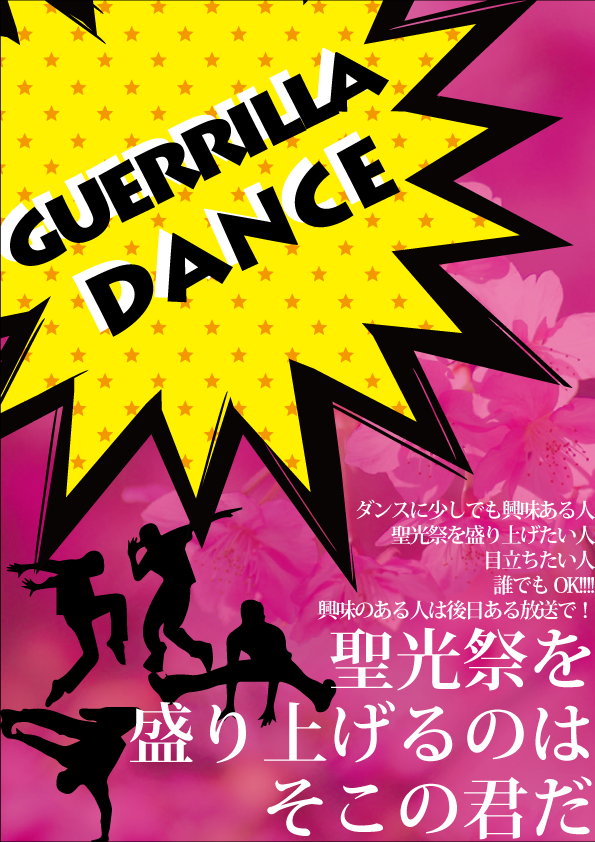 GUERRILLA
DANCE
ダンスに少しでも興味ある人
聖光祭を盛り上げたい人
目立ちたい人
誰でも OK!!!!
興味のある人は後日ある放送で！
聖光祭を
盛り上げるのは
そこの君だ